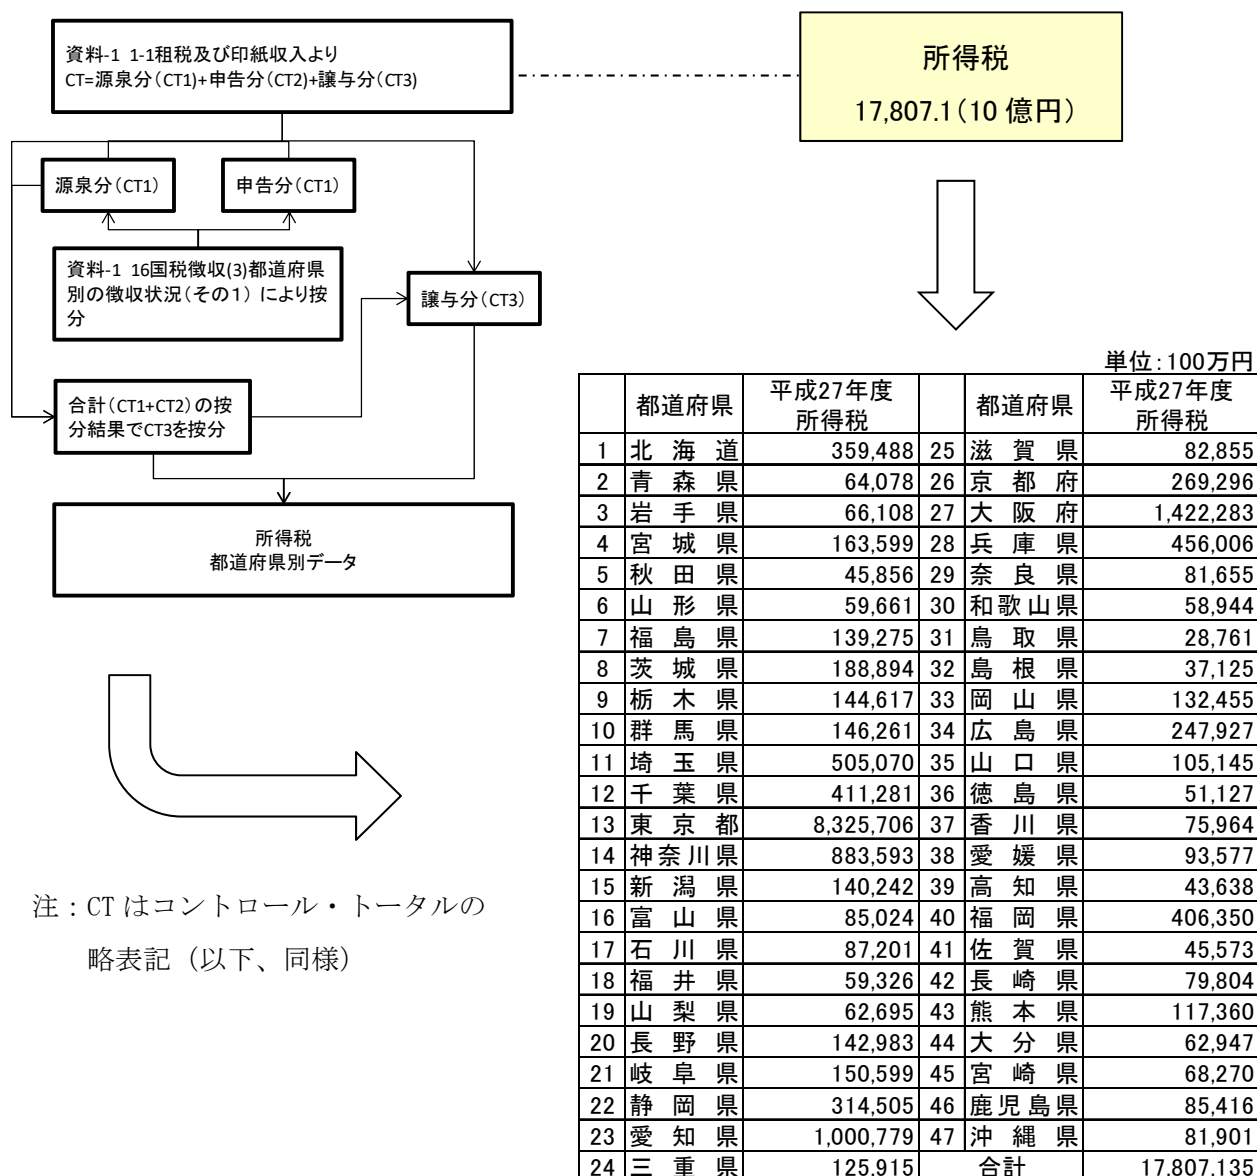 資料-1 1-1租税及び印紙収入より
CT=源泉分(CT1)+申告分(CT2)+譲与分(CT3)
所得税
17,807.1(10億円)
源泉分(CT1)
申告分(CT1)
資料-1 16国税徴収(3)都道府県
別の徴収状況(その1)により按
分
譲与分(CT3)
合計(CT1+CT2)の按
分結果でCT3を按分
所得税
都道府県別データ
注:CTはコントロール・トータルの
略表記(以下、同様)
単位:100万円
都道府県 平成27年度 都道府県 平成27年度
所得税 所得税
1 北海道 359,488 25 滋賀県 82,855
2 青森県 64,078 26 京都府 269,296
3 岩手県 66,108 27 大阪府 1,422,283
4 宮城県 163,599 28 兵庫県 456,006
5 秋田県 45,856 29 奈良県 81,655
6 山形県 59,661 30 和歌山県 58,944
7 福島県 139,275 31 鳥取県 28,761
8 茨城県 188,894 32 島根県 37,125
9 栃木県 144,617 33 岡山県 132,455
10 群馬県 146,261 34 広島県 247,927
11 埼玉県 505,070 35 山口県 105,145
12 千葉県 411,281 36 徳島県 51,127
13 東京都 8,325,706 37 香川県 75,964
14 神奈川県 883,593 38 愛媛県 93,577
15 新潟県 140,242 39 高知県 43,638
16 富山県 85,024 40 福岡県 406,350
17 石川県 87,201 41 佐賀県 45,573
18 福井県 59,326 42 長崎県 79,804
19 山梨県 62,695 43 熊本県 117,360
20 長野県 142,983 44 大分県 62,947
21 岐阜県 150,599 45 宮崎県 68,270
22 静岡県 314,505 46 鹿児島県 85,416
23 愛知県 1,000,779 47 沖縄県 81,901
24 三重県 125,915 合計 17,807,135